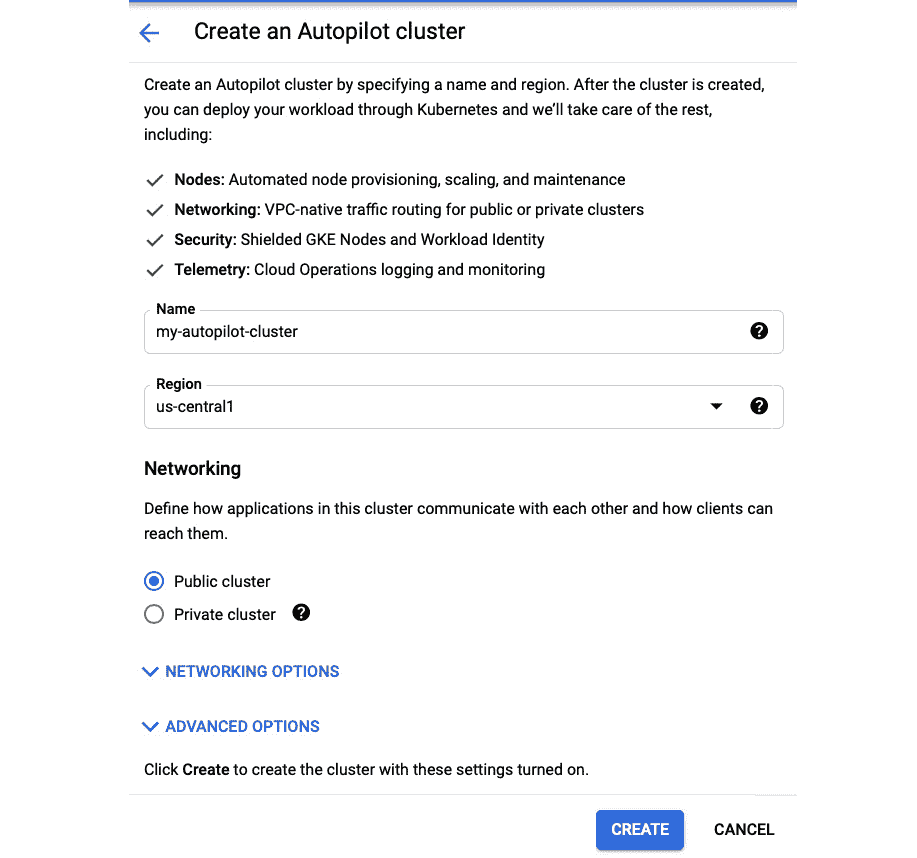 Create an Autopilot cluster
Create an Autopilot cluster by specifying a name and region. After the cluster is created,
you can deploy your workload through Kubernetes and we’ll take care of the rest,
including:
Nodes: Automated node provisioning, scaling, and maintenance
Networking: VPC-native traffic routing for public or private clusters
Security: Shielded GKE Nodes and Workload Identity
Telemetry: Cloud Operations logging and monitoring
Name
my-autopilot-cluster
Region
us-central1
Networking
Define how applications in this cluster communicate with each other and how clients can
reach them.
Public cluster
Private cluster
NETWORKING OPTIONS
ADVANCED OPTIONS
Click Create to create the cluster with these settings turned on.
CREATE CANCEL